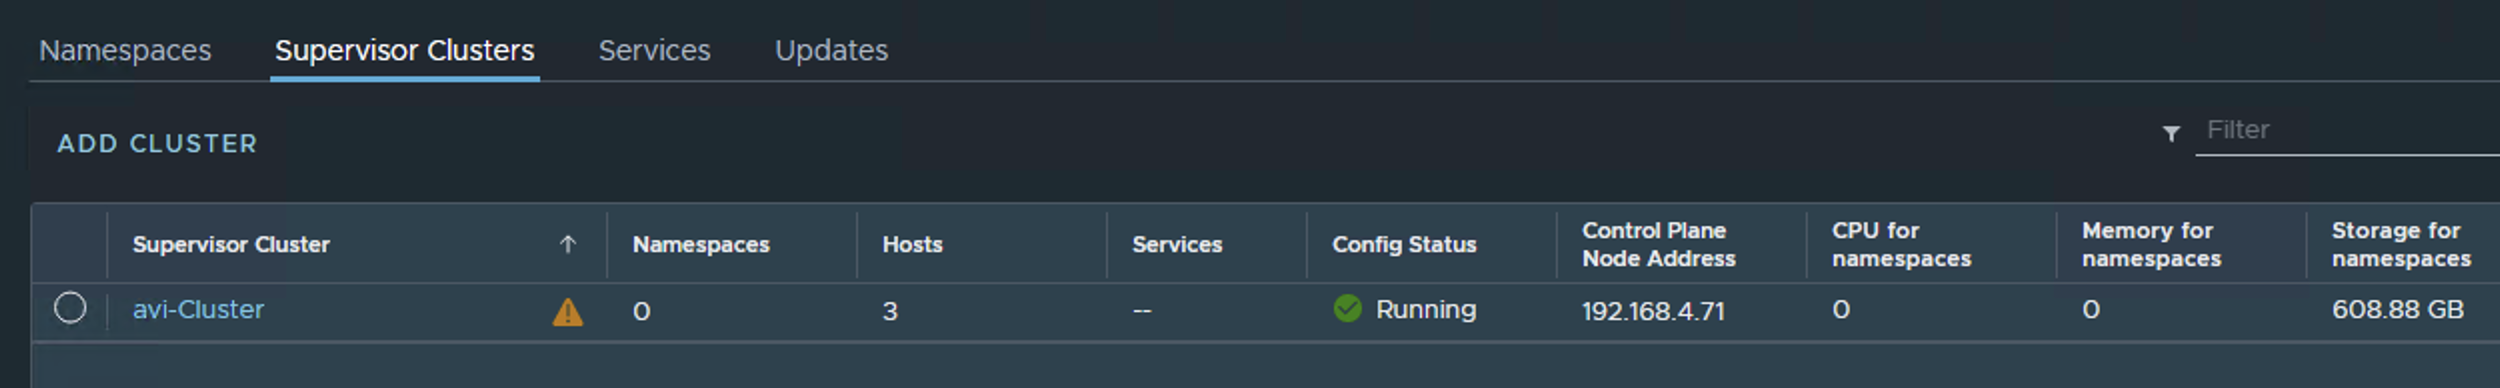 Namespaces Supervisor Clusters Services Updates
ADD CLUSTER Filter
Supervisor Cluster Namespaces Hosts Services Config Status Control Plane Node Address CPU for namespaces Memory for namespaces Storage for namespaces
avi-Cluster 0 3 -- Running 192.168.4.71 0 0 608.88 GB